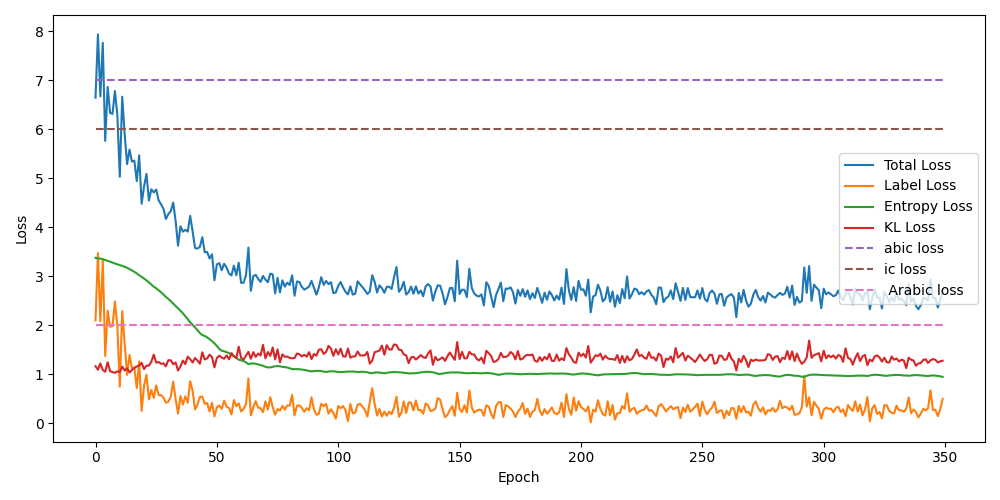 8
7
6
5
4
3
2
1
0
Loss
0
50
100
150
200
250
300
350
Epoch
Total Loss
Label Loss
Entropy Loss
KL Loss
abic loss
ic loss
Arabic loss